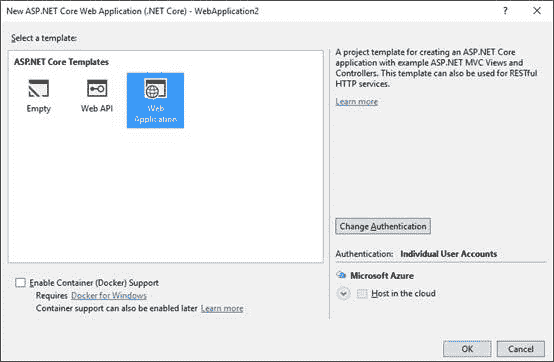 New ASP.NET Core Web Application (.NET Core) - WebApplication2
? ×
Select a template:
ASP.NET Core Templates
Empty
Web API
Web
Application
A project template for creating an ASP.NET Core
application with example ASP.NET MVC Views and
Controllers. This template can also be used for RESTful
HTTP services.
Learn more
Change Authentication
Authentication: Individual User Accounts
Microsoft Azure
Host in the cloud
Enable Container (Docker) Support
Requires Docker for Windows
Container support can also be enabled later Learn more
OK
Cancel